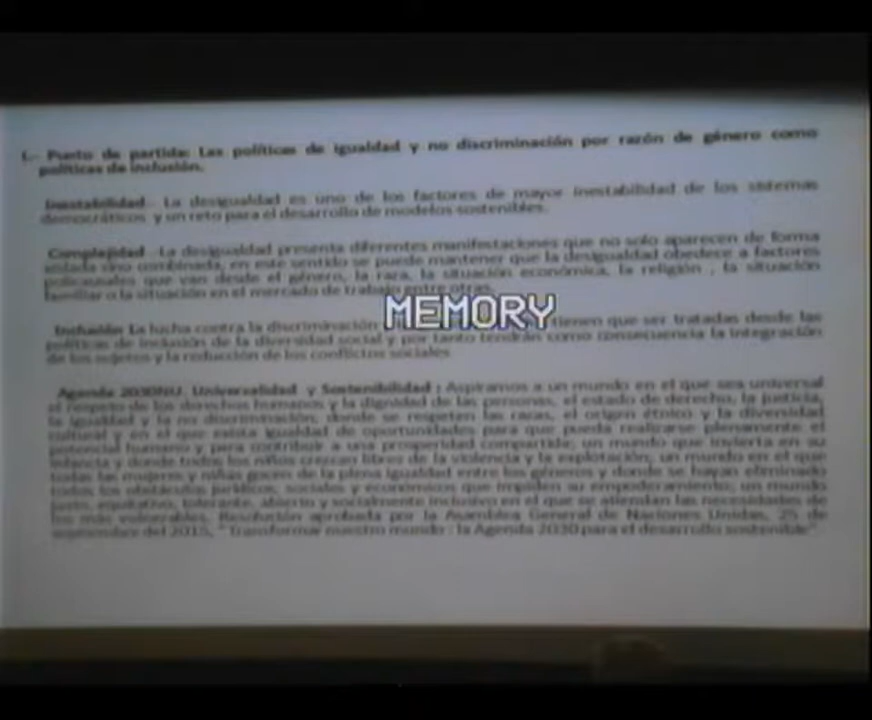 I.- Punto de partida: Las políticas de igualdad y no discriminación por razón de género como
políticas de inclusión.
Inestabilidad.- La desigualdad es uno de los factores de mayor inestabilidad de los sistemas
democráticos y un reto para el desarrollo de modelos sostenibles.
Complejidad.- La desigualdad presenta diferentes manifestaciones que no solo aparecen de forma
aislada sino combinada, en este sentido se puede mantener que la desigualdad obedece a factores
que van desde el género, la raza, la situación económica, la religión , la situación
familiar o la situación en el mercado de trabajo entre otras.
MEMORY
Inclusión: La lucha contra la discriminación tienen que ser tratadas desde las
políticas de inclusión de la diversidad social y por tanto tendrán como consecuencia la integración
de los sujetos y la reducción de los conflictos sociales
Agenda 2030NU. Universalidad y Sostenibilidad : Aspiramos a un mundo en el que sea universal
el respeto de los derechos humanos y la dignidad de las personas, el estado de derecho, la justicia,
la igualdad y la no discriminación, donde se respeten las razas, el origen étnico y la diversidad
cultural y en el que exista igualdad de oportunidades para que pueda realizarse plenamente el
potencial humano y para contribuir a una prosperidad compartida; un mundo que invierta en su
infancia y donde todos los niños crezcan libres de la violencia y la explotación; un mundo en el que
todas las mujeres y niñas gocen de la plena igualdad entre los géneros y donde se hayan eliminado
todos los obstáculos jurídicos, sociales y económicos que impiden su empoderamiento; un mundo
justo, equitativo, tolerante, abierto y socialmente inclusivo en el que se atiendan las necesidades de
los más vulnerables. Resolución aprobada por la Asamblea General de Naciones Unidas, 25 de
septiembre del 2015, " Transformar nuestro mundo : la Agenda 2030 para el desarrollo sostenible"